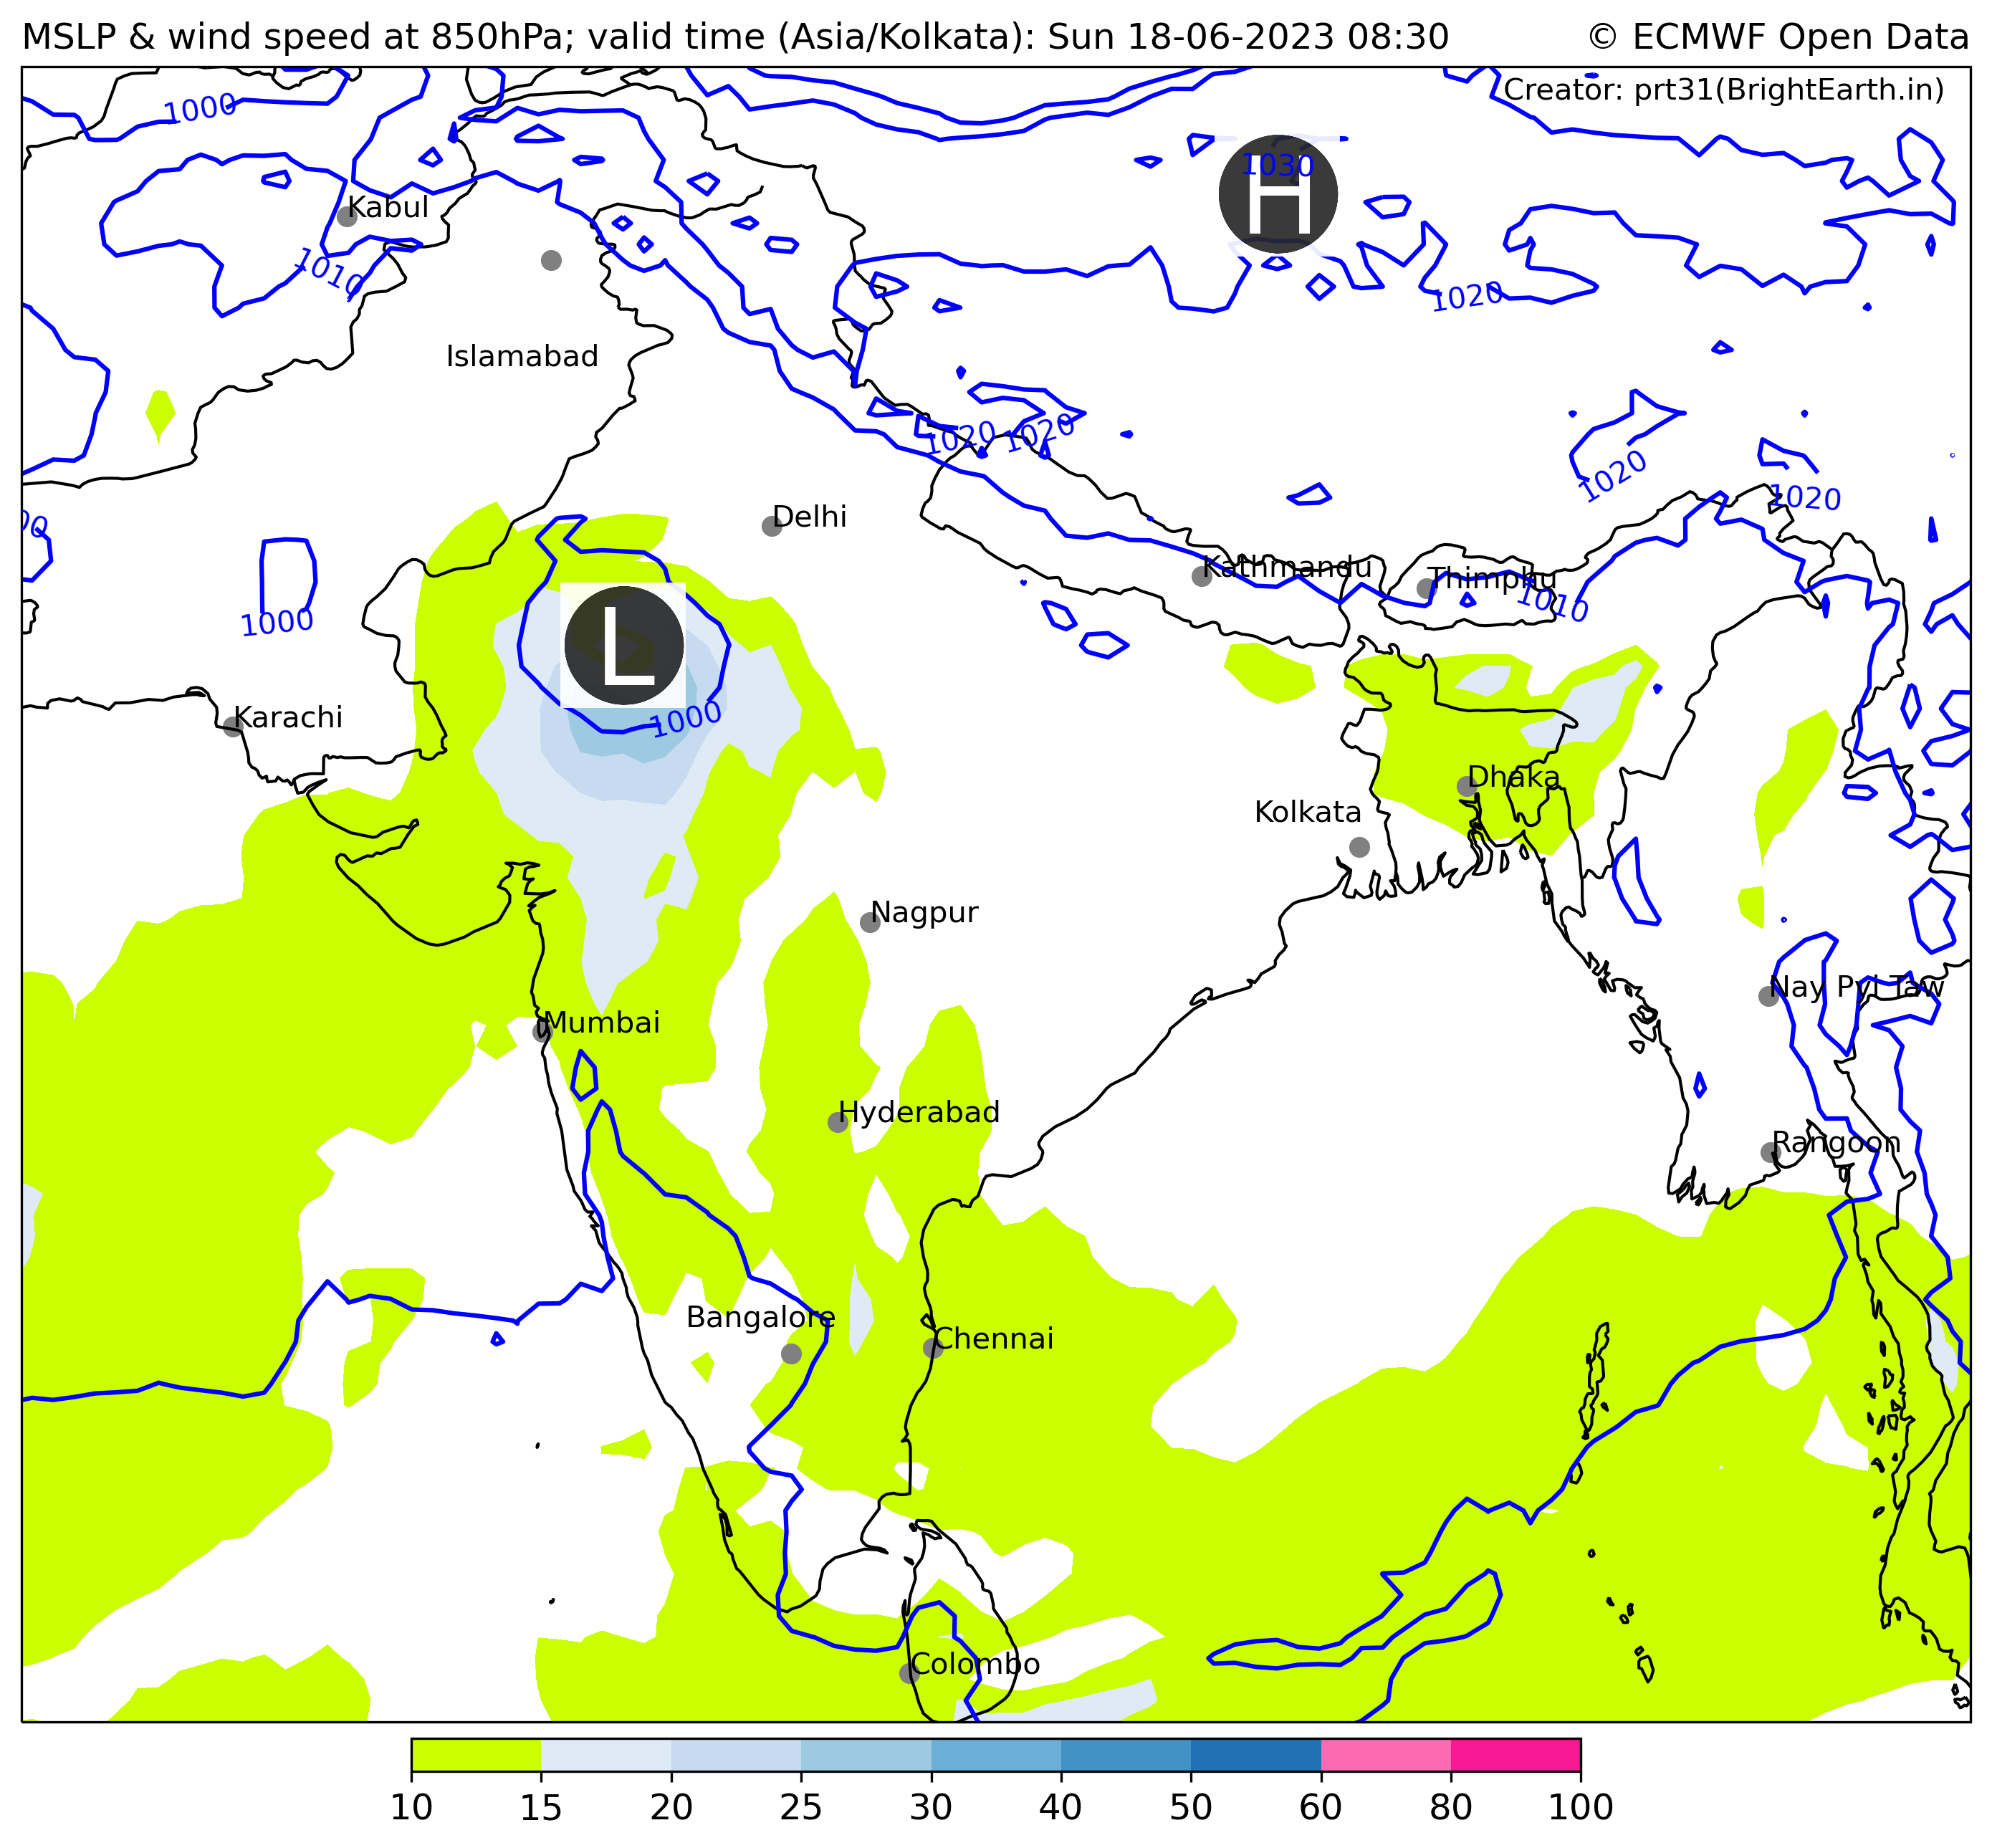 MSLP & wind speed at 850hPa; valid time (Asia/Kolkata): Sun 18-06-2023 08:30
© ECMWF Open Data
Creator: prt31(BrightEarth.in)
1000
1030
H
Kabul
1010
1020
Islamabad
1020
1020
1020
1020
Delhi
Kathmandu
Thimphu
1010
1000
L
1000
Karachi
Dhaka
Kolkata
Nagpur
Nay Pyi Taw
Mumbai
Hyderabad
Rangoon
Bangalore
Chennai
Colombo
10 15 20 25 30 40 50 60 80 100